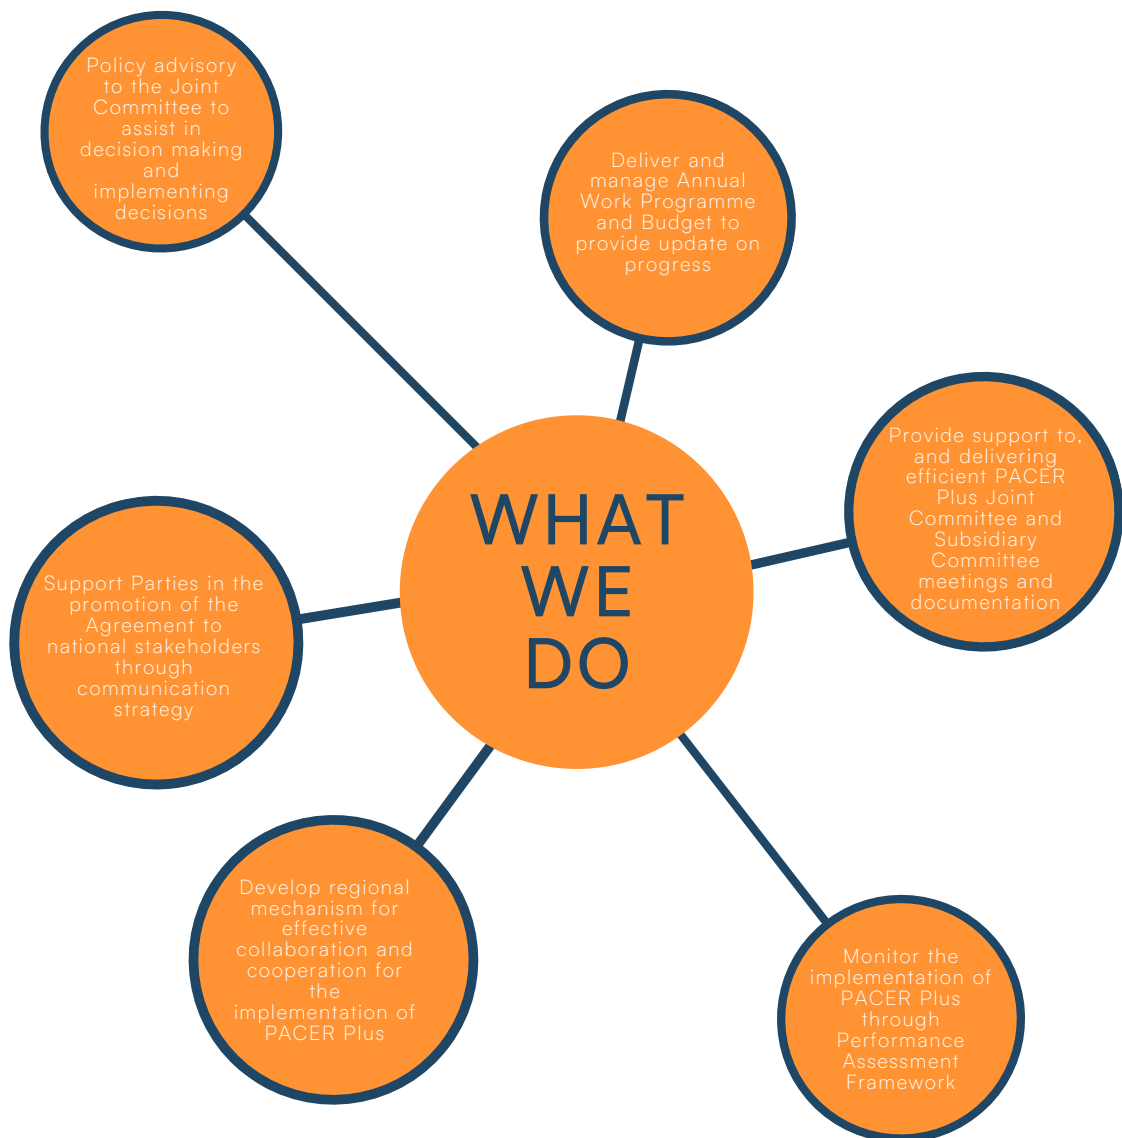 Policy advisory
to the Joint
Committee to
assist in
decision making
and
implementing
decisions
Deliver and
manage Annual
Work Programme
and Budget to
provide update on
progress
Provide support to,
and delivering
efficient PACER
Plus Joint
Committee and
Subsidiary
Committee
meetings and
documentation
WHAT
WE
DO
Support Parties in the
promotion of the
Agreement to
national stakeholders
through
communication
strategy
Develop regional
mechanism for
effective
collaboration and
cooperation for
the
implementation of
PACER Plus
Monitor the
implementation of
PACER Plus
through
Performance
Assessment
Framework